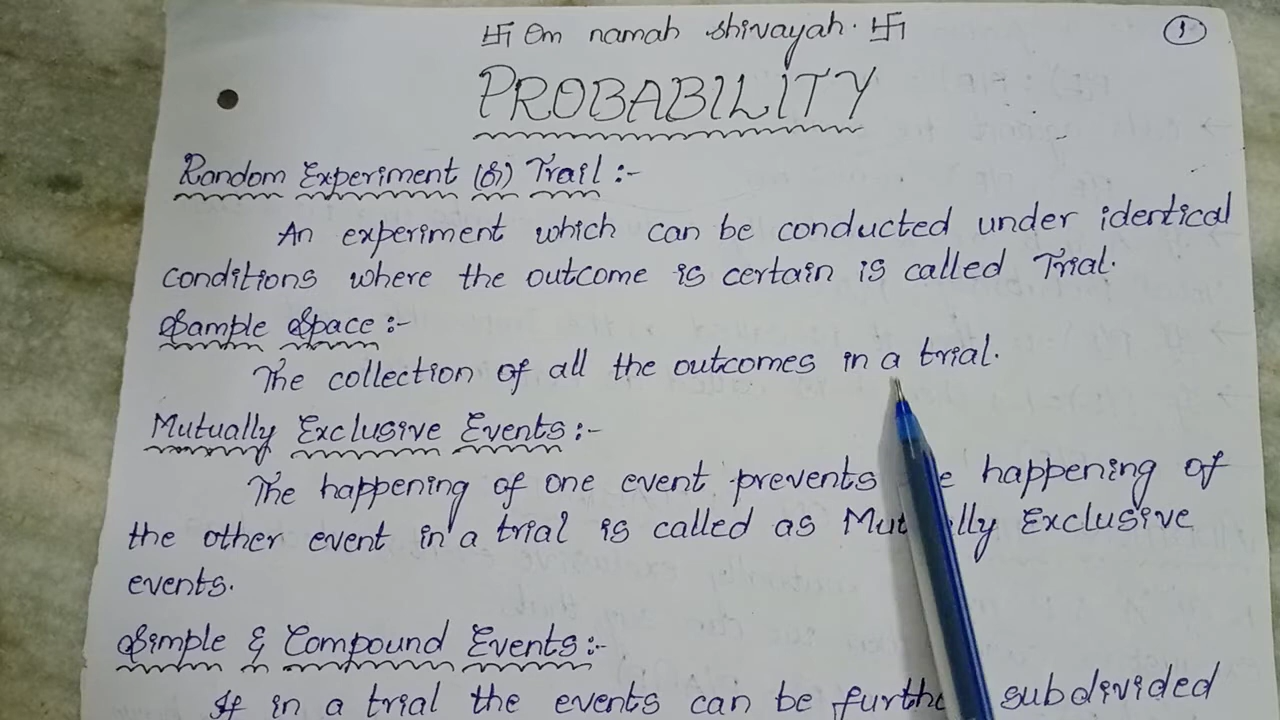 卐 Om namah shivayah. 卐
1
PROBABILITY
Random Experiment (or) Trail :-
An experiment which can be conducted under identical
conditions where the outcome is certain is called Trial.
Sample Space :-
The collection of all the outcomes in a trial.
Mutually Exclusive Events :-
The happening of one event prevents happening of
the other event in a trial is called as Exclusive
events.
Simple & Compound Events :-
If in a trial the events can be subdivided